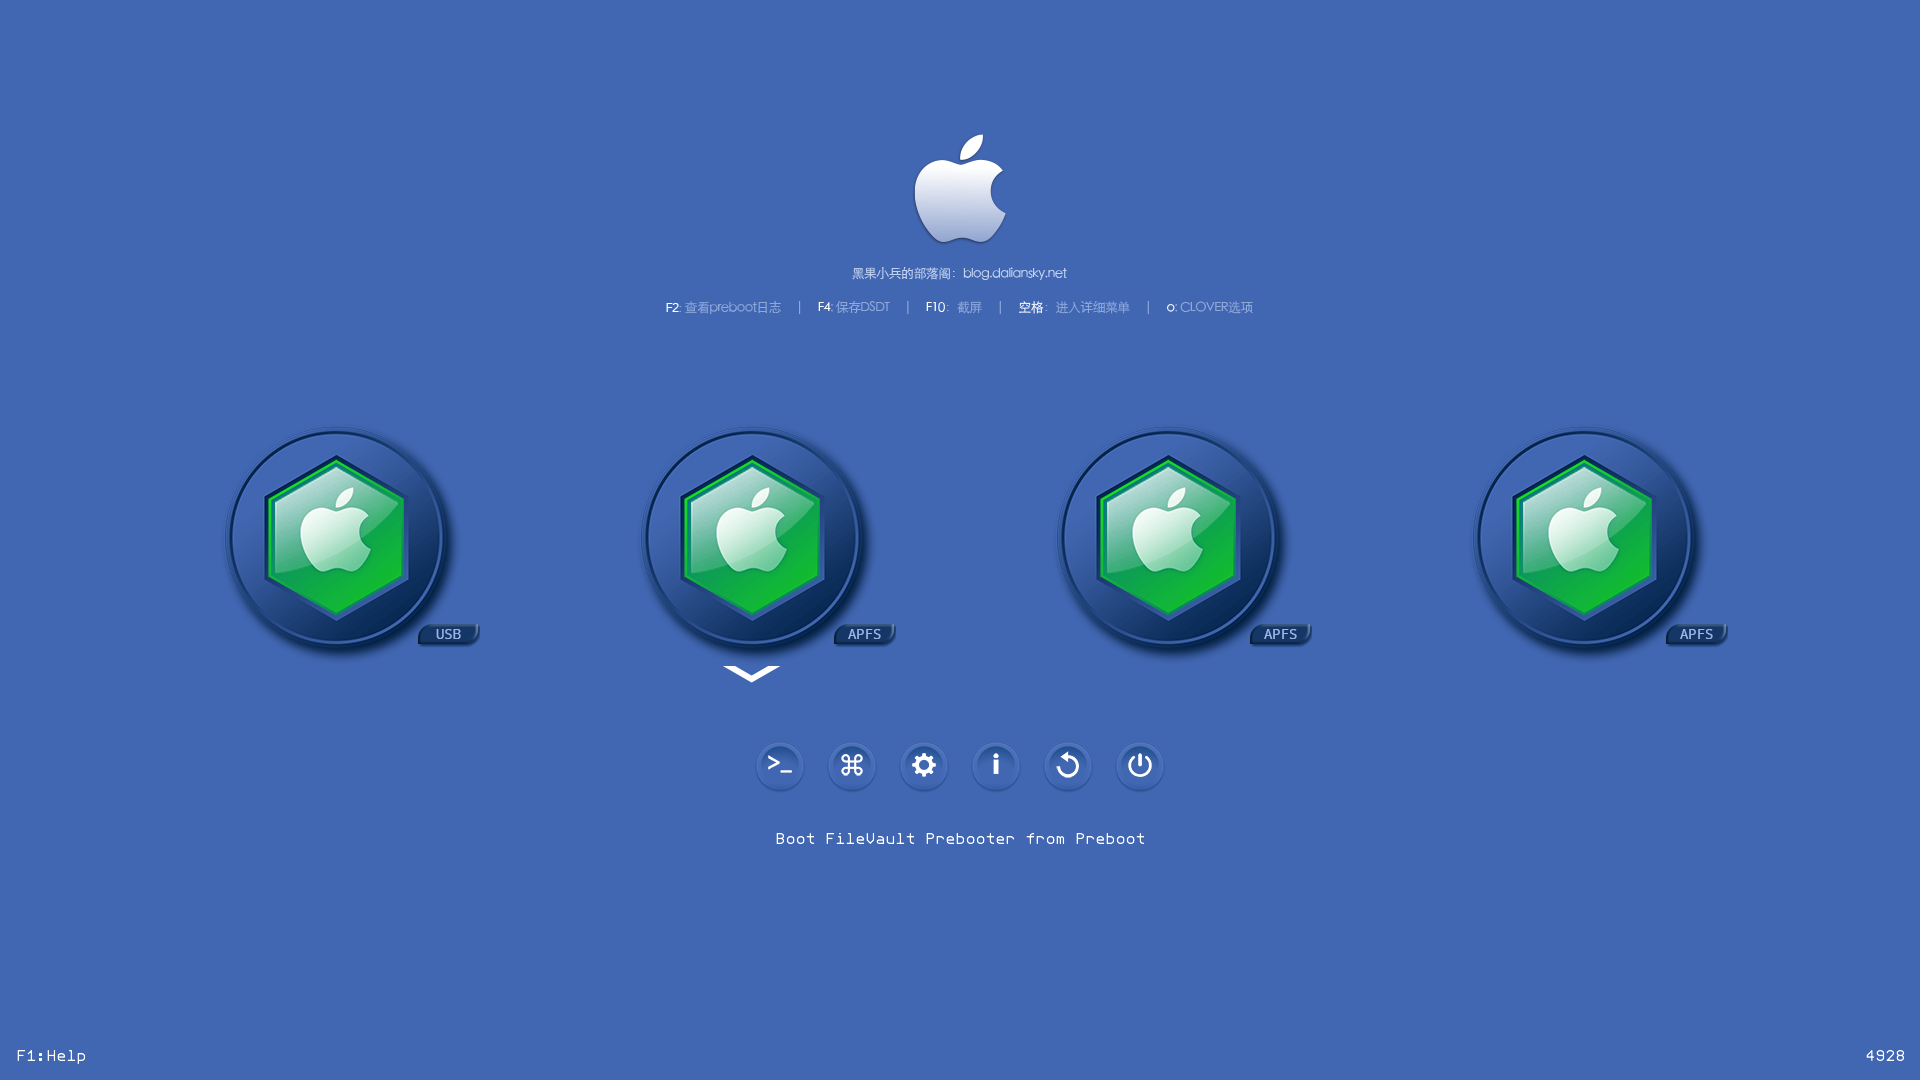 黑果小兵的部落阁：blog.daliansky.net
F2: 查看preboot日志 | F4: 保存DSDT | F10: 截屏 | 空格: 进入详细菜单 | o: CLOVER选项
USB
APFS
APFS
APFS
Boot FileVault Prebooter from Preboot
F1:Help
4928